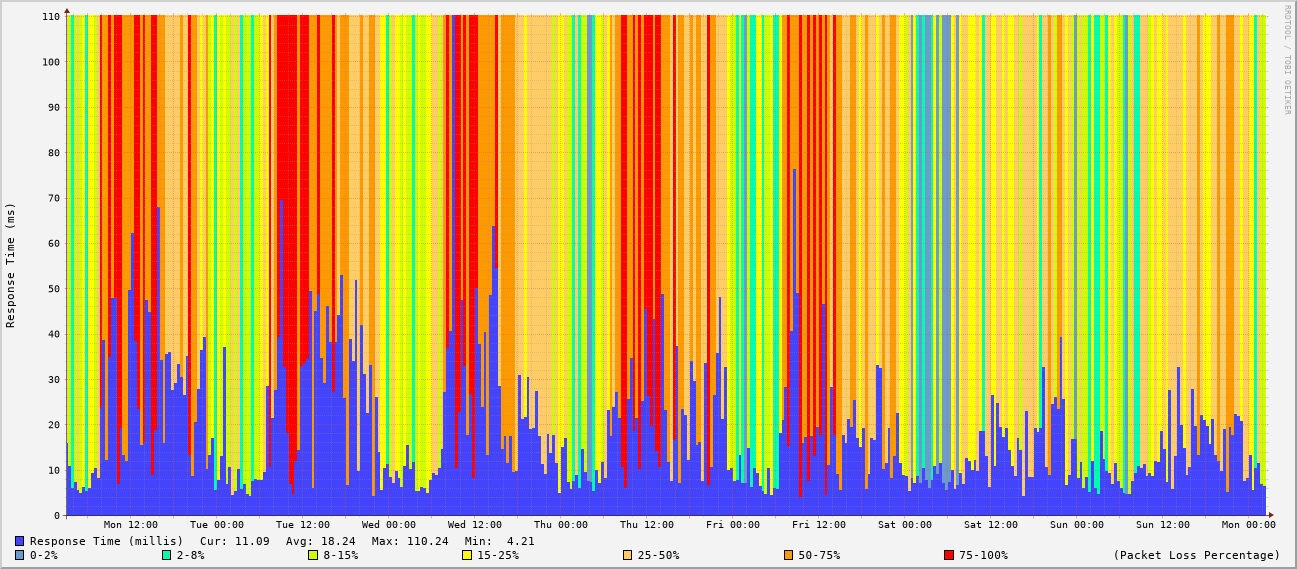 RRDTOOL / TOBI OETIKER
Response Time (ms)
110
100
90
80
70
60
50
40
30
20
10
0
Mon 12:00 Tue 00:00 Tue 12:00 Wed 00:00 Wed 12:00 Thu 00:00 Thu 12:00 Fri 00:00 Fri 12:00 Sat 00:00 Sat 12:00 Sun 00:00 Sun 12:00 Mon 00:00
Response Time (millis) Cur: 11.09 Avg: 18.24 Max: 110.24 Min: 4.21
0-2% 2-8% 8-15% 15-25% 25-50% 50-75% 75-100% (Packet Loss Percentage)